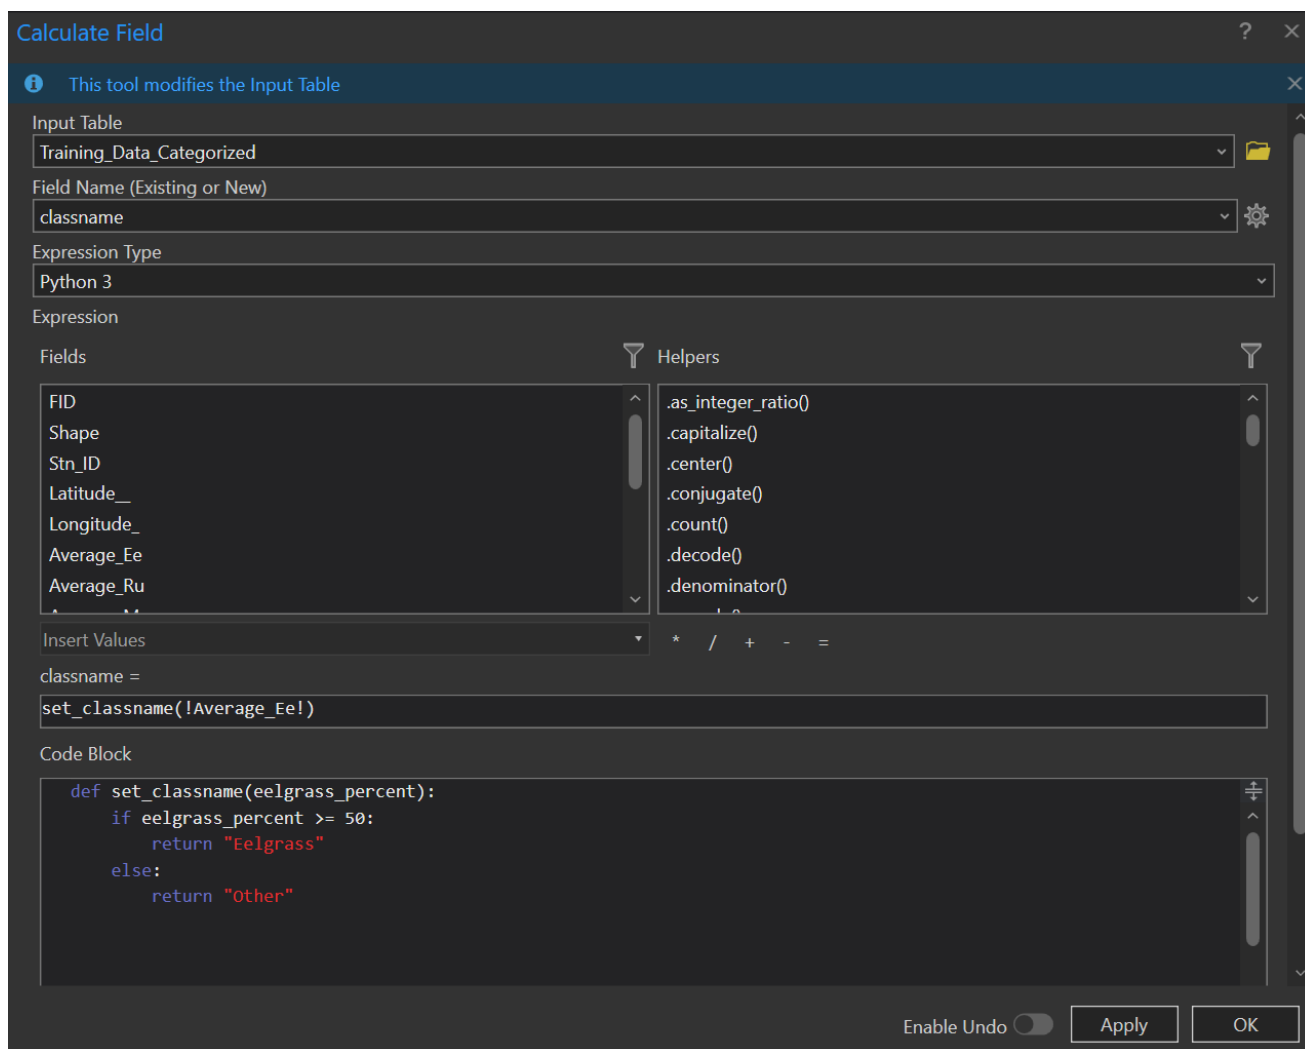 Calculate Field
?
This tool modifies the Input Table
Input Table
Training_Data_Categorized
Field Name (Existing or New)
classname
Expression Type
Python 3
Expression
Fields
Helpers
FID
Shape
Stn_ID
Latitude__
Longitude_
Average_Ee
Average_Ru
.as_integer_ratio()
.capitalize()
.center()
.conjugate()
.count()
.decode()
.denominator()
Insert Values
* / + - =
classname =
set_classname(!Average_Ee!)
Code Block
def set_classname(eelgrass_percent):
    if eelgrass_percent >= 50:
        return "Eelgrass"
    else:
        return "Other"
Enable Undo
Apply
OK